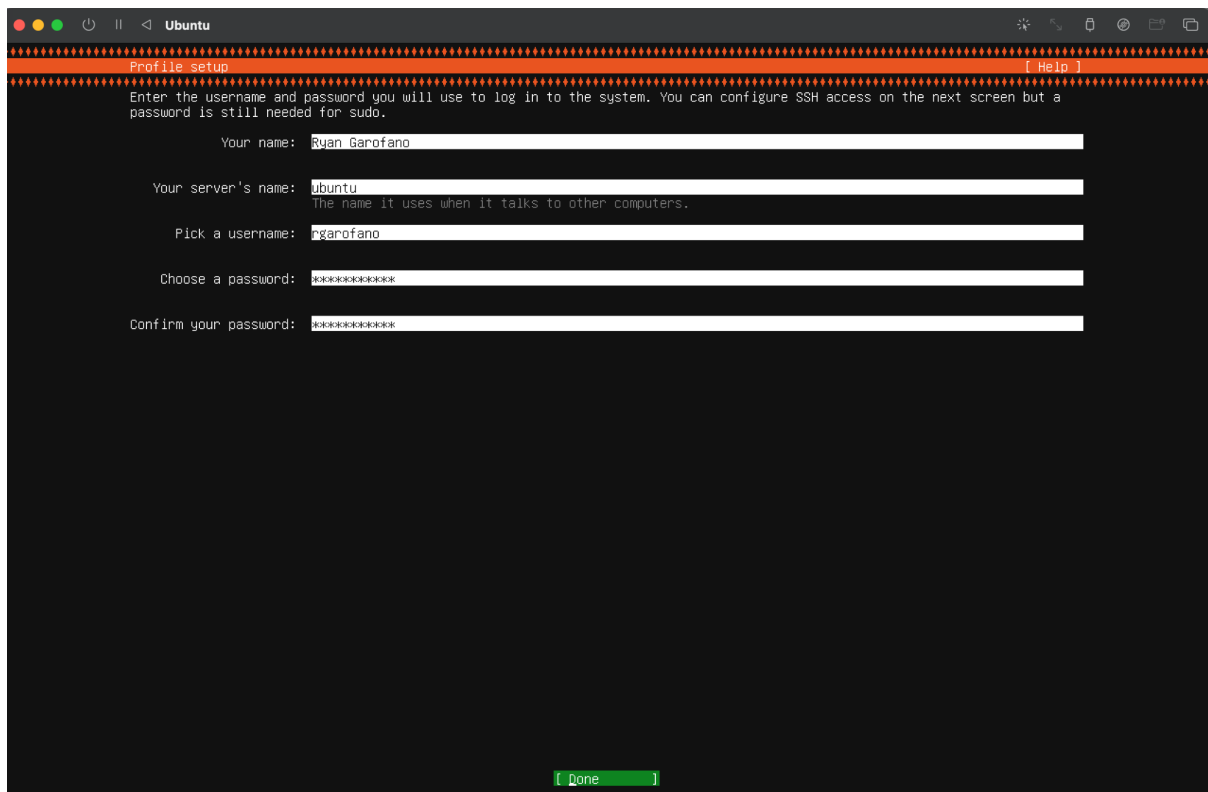 Ubuntu
Profile setup [ Help ]
Enter the username and password you will use to log in to the system. You can configure SSH access on the next screen but a
password is still needed for sudo.
Your name: Ryan Garofano
Your server's name: ubuntu
The name it uses when it talks to other computers.
Pick a username: rgarofano
Choose a password: ***********
Confirm your password: ***********
[ Done ]